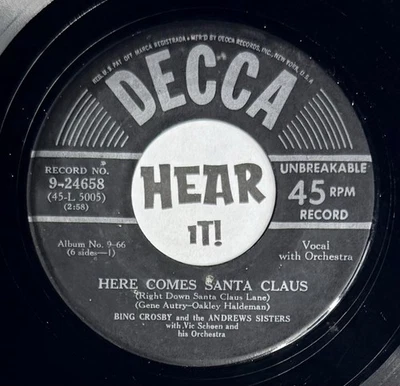 REG. U S PAT. OFF MARCA REGISTRADA • MFR'D BY DECCA RECORDS, INC., NEW YORK, U.S.A.
DECCA
RECORD NO.
9-24658
(45-L 5005)
(2:58)
HEAR
IT!
UNBREAKABLE
45 RPM
RECORD
Album No. 9-66
(6 sides—1)
Vocal
with Orchestra
HERE COMES SANTA CLAUS
(Right Down Santa Claus Lane)
(Gene Autry-Oakley Haldeman)
BING CROSBY and the ANDREWS SISTERS
with Vic Schoen and
his Orchestra